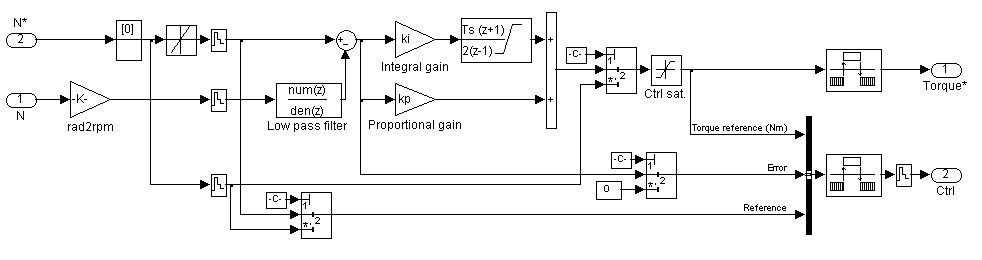 N*
2
[0]
1
N
-K-
rad2rpm
num(z)
den(z)
Low pass filter
+
-
ki
Integral gain
kp
Proportional gain
Ts (z+1)
2(z-1)
+
+
-C-
1
2
*,
Ctrl sat.
1
Torque*
Torque reference (Nm)
-C-
1
2
*,
0
Error
2
Ctrl
-C-
1
2
*,
Reference